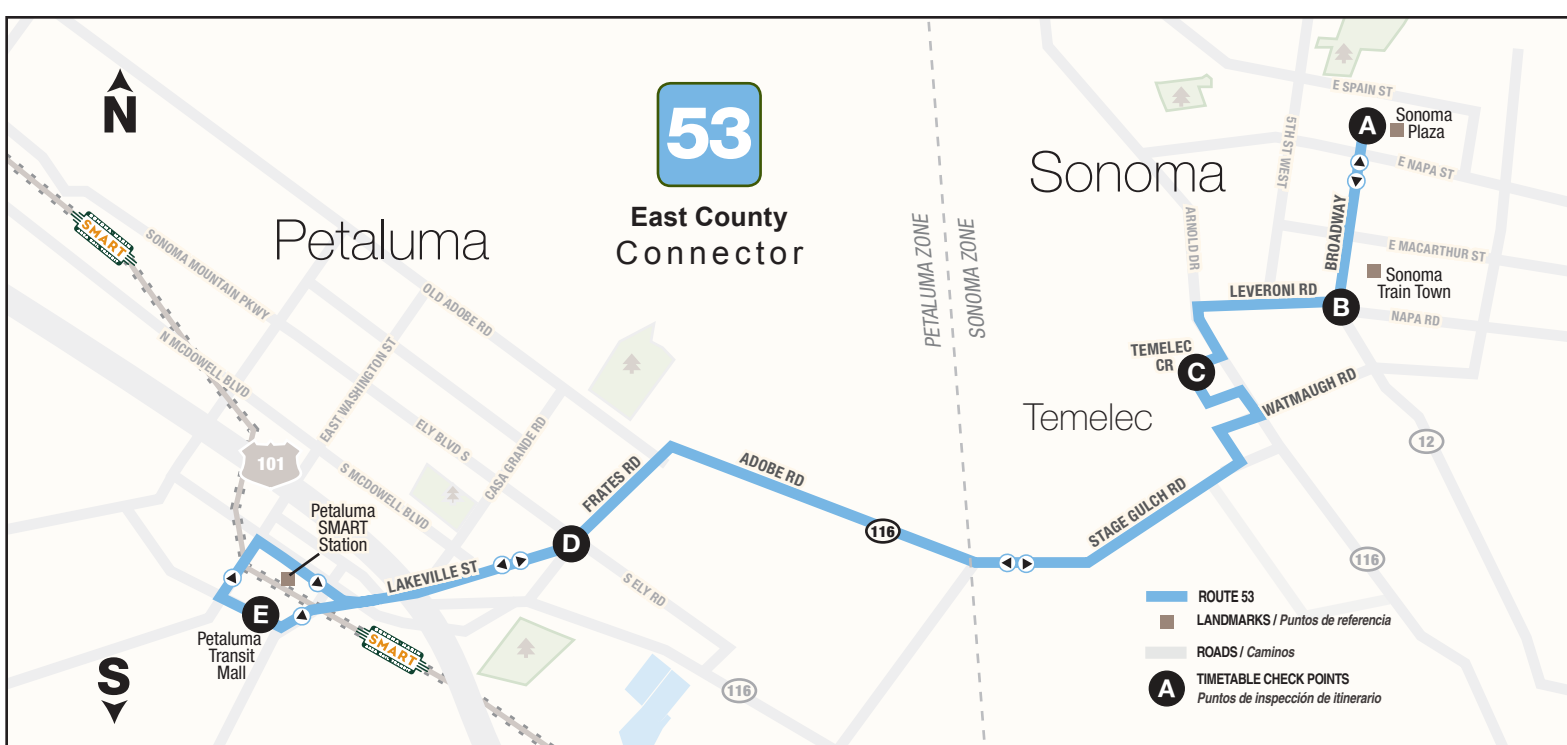 N
53
East County
Connector
Petaluma
Sonoma
Temelec
PETALUMA ZONE
SONOMA ZONE
E SPAIN ST
A
Sonoma
Plaza
5TH ST WEST
E NAPA ST
BROADWAY
E MACARTHUR ST
Sonoma
Train Town
ARNOLD DR
LEVERONI RD
B
NAPA RD
TEMELEC
CR
C
WATMAUGH RD
12
SMART
SONOMA MOUNTAIN PKWY
OLD ADOBE RD
N MCDOWELL BLVD
EAST WASHINGTON ST
ELY BLVD S
CASA GRANDE RD
S MCDOWELL BLVD
101
FRATES RD
ADOBE RD
116
STAGE GULCH RD
116
Petaluma
SMART
Station
D
LAKEVILLE ST
S ELY RD
E
Petaluma
Transit
Mall
SMART
116
S
ROUTE 53
LANDMARKS / Puntos de referencia
ROADS / Caminos
A
TIMETABLE CHECK POINTS
Puntos de inspección de itinerario